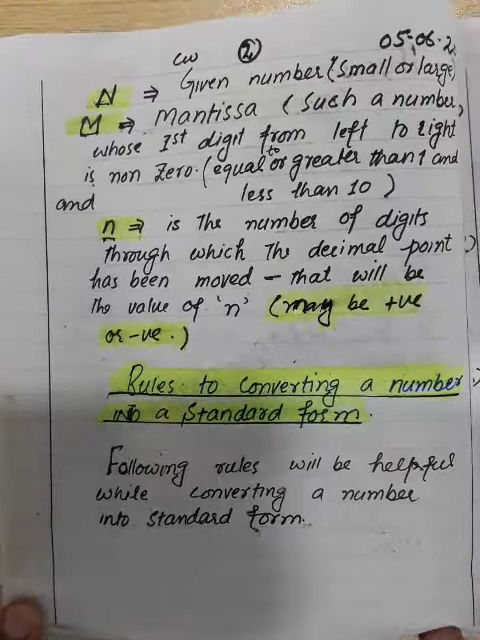 cw ② 05-06-2
N ⇒ Given number (Small or large)
M ⇒ Mantissa (Such a number,
whose 1st digit from left to right
is non Zero. (equal to or greater than 1 and
and less than 10)
n ⇒ is The number of digits
through which The decimal point
has been moved - that will be
The value of 'n' (may be +ve
or -ve.)
Rules to converting a number
into a Standard form.
Following rules will be helpful
while converting a number
into standard form.